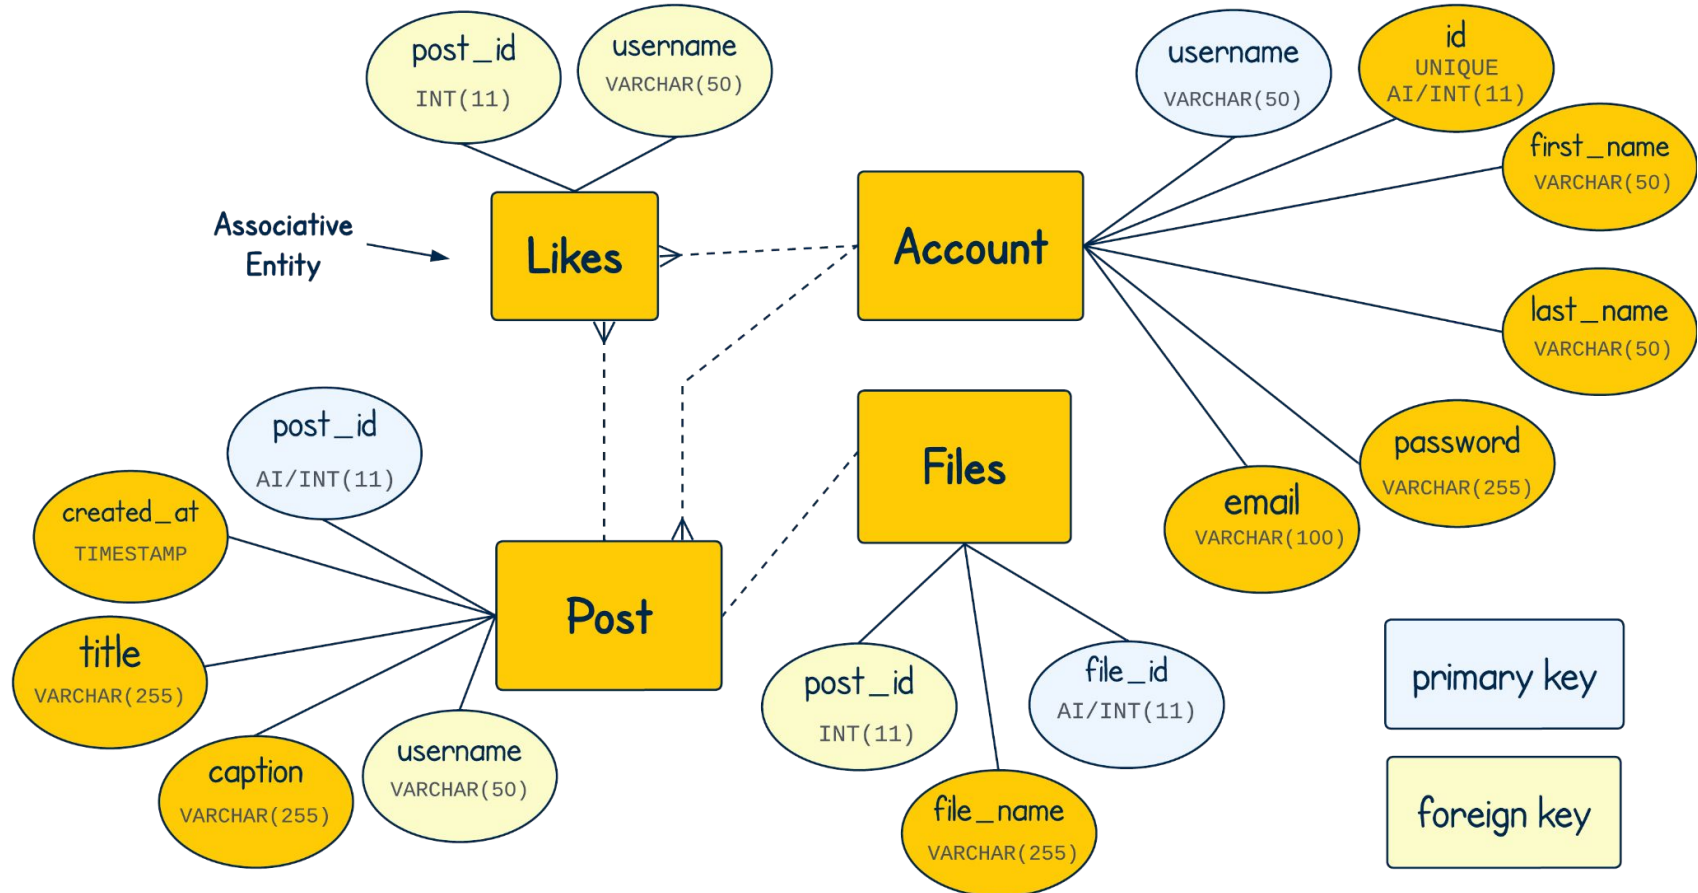 post_id
INT(11)
username
VARCHAR(50)
username
VARCHAR(50)
id
UNIQUE
AI/INT(11)
first_name
VARCHAR(50)
Associative
Entity
Likes
Account
last_name
VARCHAR(50)
post_id
AI/INT(11)
created_at
TIMESTAMP
Files
password
VARCHAR(255)
email
VARCHAR(100)
title
VARCHAR(255)
Post
caption
VARCHAR(255)
username
VARCHAR(50)
post_id
INT(11)
file_id
AI/INT(11)
file_name
VARCHAR(255)
primary key
foreign key